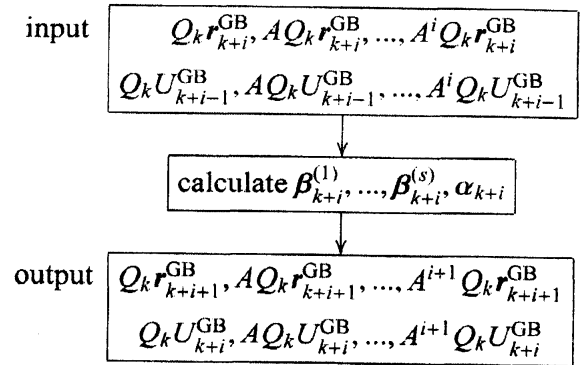 input Q_k r_{k+i}^{GB}, AQ_k r_{k+i}^{GB}, ..., A^i Q_k r_{k+i}^{GB}
Q_k U_{k+i-1}^{GB}, AQ_k U_{k+i-1}^{GB}, ..., A^i Q_k U_{k+i-1}^{GB}
calculate β_{k+i}^{(1)}, ..., β_{k+i}^{(s)}, α_{k+i}
output Q_k r_{k+i+1}^{GB}, AQ_k r_{k+i+1}^{GB}, ..., A^{i+1} Q_k r_{k+i+1}^{GB}
Q_k U_{k+i}^{GB}, AQ_k U_{k+i}^{GB}, ..., A^{i+1} Q_k U_{k+i}^{GB}